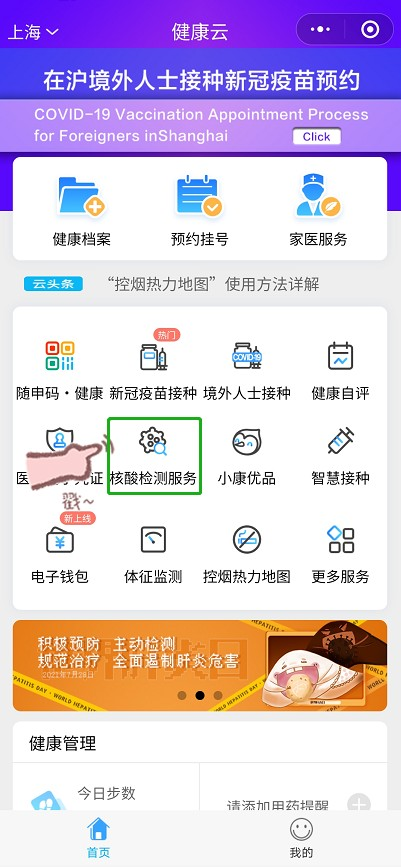 上海
健康云
在沪境外人士接种新冠疫苗预约
COVID-19 Vaccination Appointment Process
for Foreigners inShanghai
Click
健康档案 预约挂号 家医服务
云头条 “控烟热力地图”使用方法详解
热门
COVID-19
随申码·健康 新冠疫苗接种 境外人士接种 健康自评
核酸检测服务 小康优品 智慧接种
戳~
新上线
电子钱包 体征监测 控烟热力地图 更多服务
HEPATITIS DAY - WORLD HEPATITIS DAY
积极预防 主动检测
规范治疗 全面遏制肝炎危害
2021年7月28日
健康管理
今日步数
请添加用药提醒
首页 我的